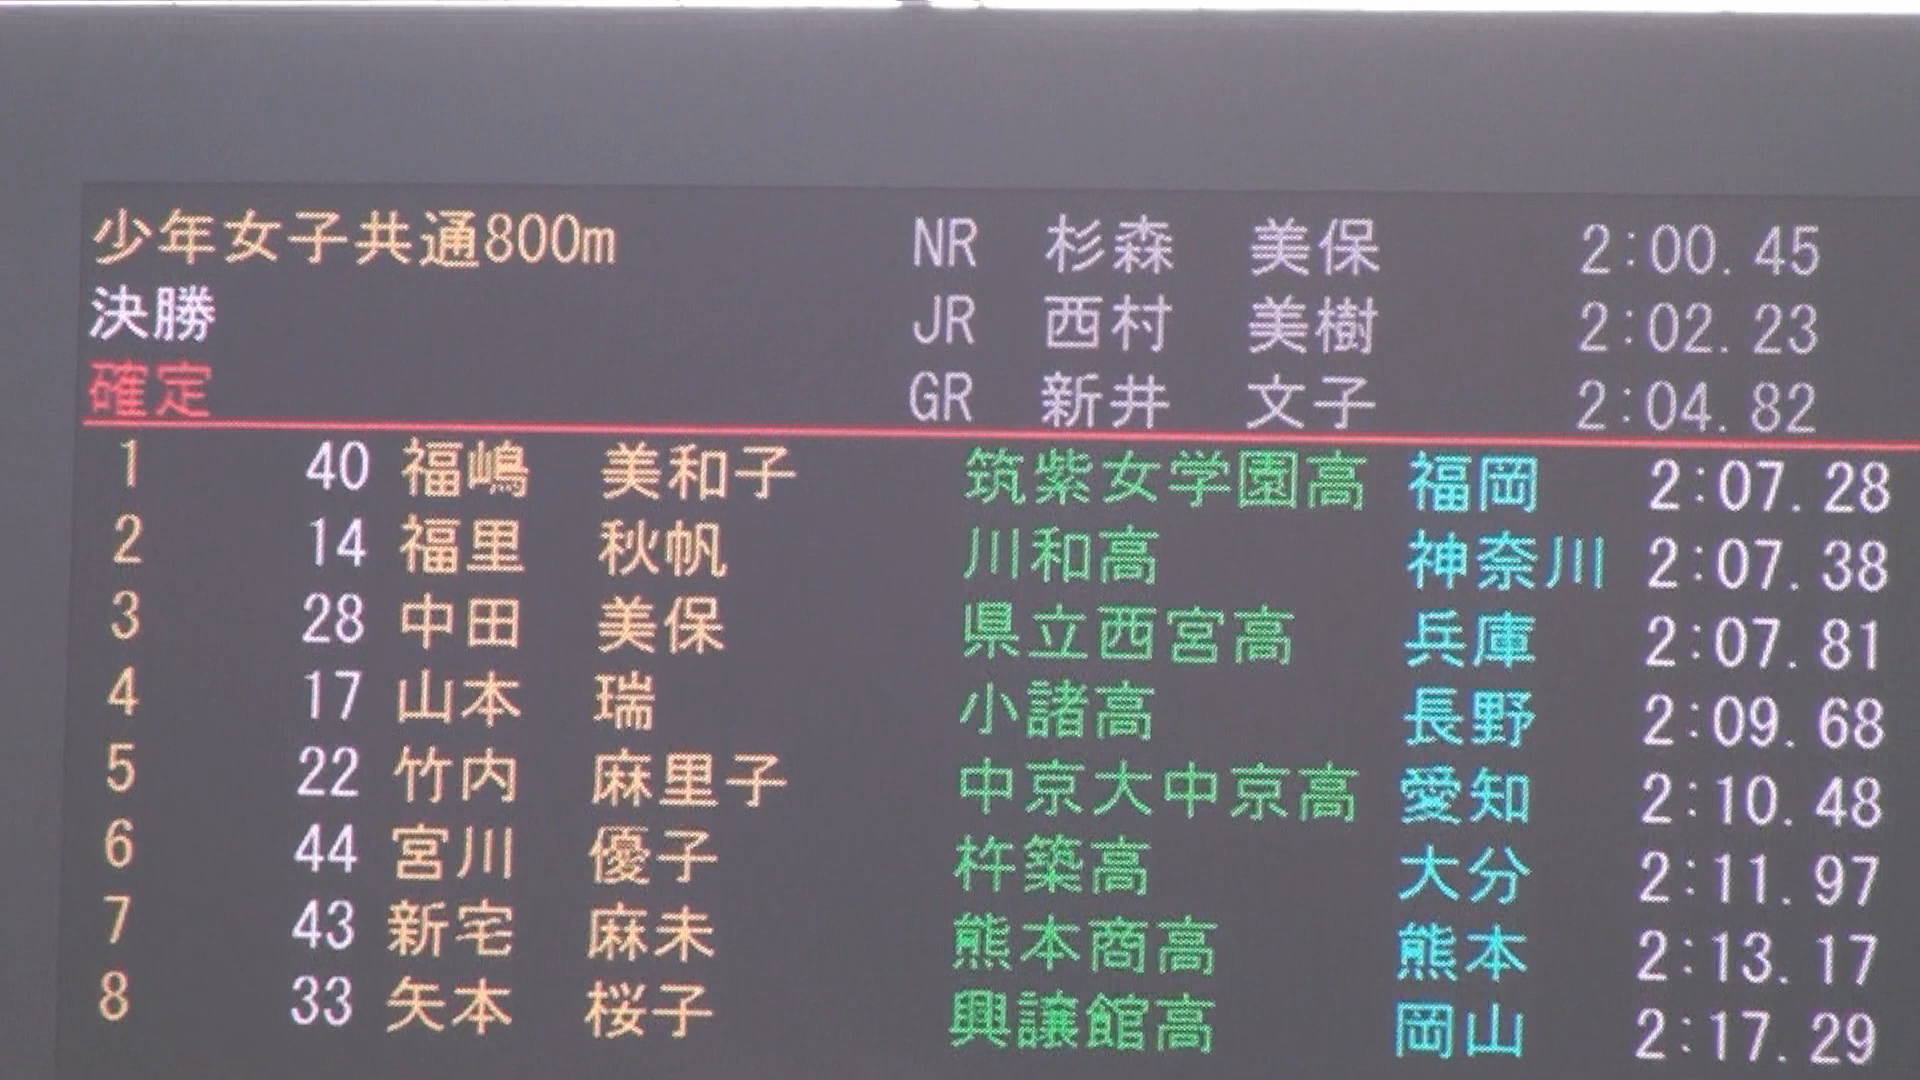 少年女子共通800m NR 杉森 美保 2:00.45
決勝 JR 西村 美樹 2:02.23
確定 GR 新井 文子 2:04.82
1 40 福嶋 美和子 筑紫女学園高 福岡 2:07.28
2 14 福里 秋帆 川和高 神奈川 2:07.38
3 28 中田 美保 県立西宮高 兵庫 2:07.81
4 17 山本 瑞 小諸高 長野 2:09.68
5 22 竹内 麻里子 中京大中京高 愛知 2:10.48
6 44 宮川 優子 杵築高 大分 2:11.97
7 43 新宅 麻未 熊本商高 熊本 2:13.17
8 33 矢本 桜子 興譲館高 岡山 2:17.29